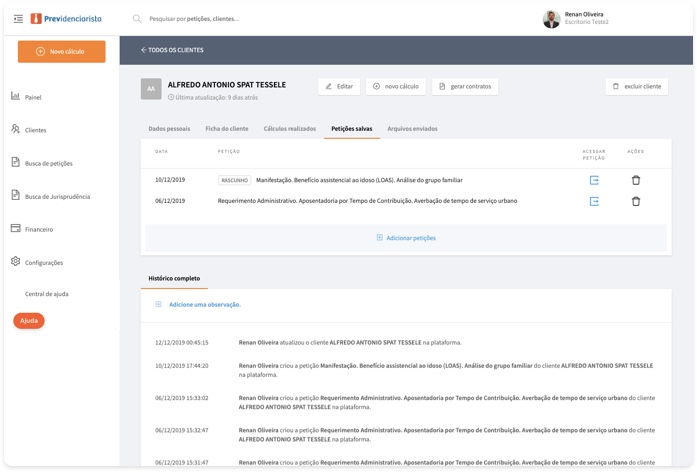 Previdenciarista
Pesquisar por petições, clientes...
Renan Oliveira
Escritorio Teste2
Novo cálculo
Painel
Clientes
Busca de petições
Busca de Jurisprudência
Financeiro
Configurações
Central de ajuda
Ajuda
TODOS OS CLIENTES
AA
ALFREDO ANTONIO SPAT TESSELE
Última atualização: 9 dias atrás
Editar
novo cálculo
gerar contratos
excluir cliente
Dados pessoais Ficha do cliente Cálculos realizados Petições salvas Arquivos enviados
DATA PETIÇÃO ACESSAR
PETIÇÃO AÇÕES
10/12/2019 RASCUNHO Manifestação. Benefício assistencial ao idoso (LOAS). Análise do grupo familiar
06/12/2019 Requerimento Administrativo. Aposentadoria por Tempo de Contribuição. Averbação de tempo de serviço urbano
Adicionar petições
Histórico completo
Adicione uma observação.
12/12/2019 00:45:15 Renan Oliveira atualizou o cliente ALFREDO ANTONIO SPAT TESSELE na plataforma.
10/12/2019 17:44:20 Renan Oliveira criou a petição Manifestação. Benefício assistencial ao idoso (LOAS). Análise do grupo familiar do cliente ALFREDO ANTONIO SPAT TESSELE
na plataforma.
06/12/2019 15:33:02 Renan Oliveira criou a petição Requerimento Administrativo. Aposentadoria por Tempo de Contribuição. Averbação de tempo de serviço urbano do cliente
ALFREDO ANTONIO SPAT TESSELE na plataforma.
06/12/2019 15:32:47 Renan Oliveira criou a petição Requerimento Administrativo. Aposentadoria por Tempo de Contribuição. Averbação de tempo de serviço urbano do cliente
ALFREDO ANTONIO SPAT TESSELE na plataforma.
06/12/2019 15:31:47 Renan Oliveira criou a petição Requerimento Administrativo. Aposentadoria por Tempo de Contribuição. Averbação de tempo de serviço urbano do cliente